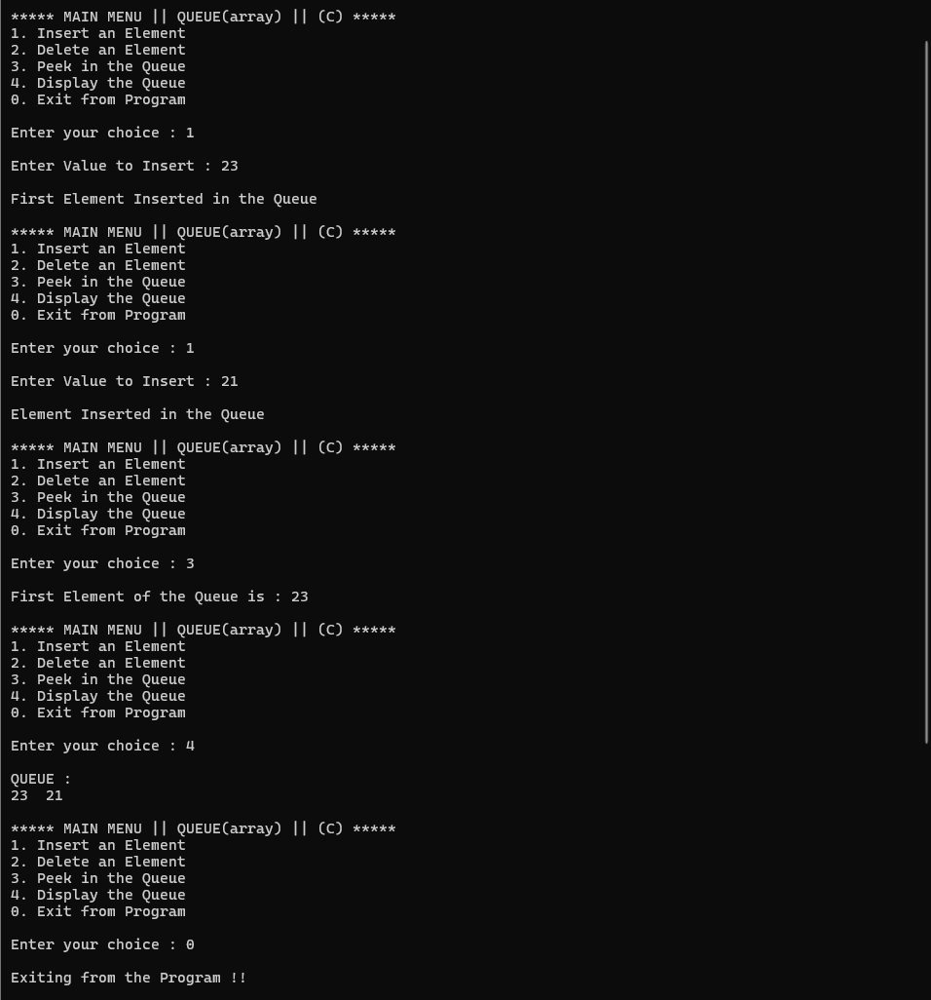 ***** MAIN MENU || QUEUE(array) || (C) *****
1. Insert an Element
2. Delete an Element
3. Peek in the Queue
4. Display the Queue
0. Exit from Program
Enter your choice : 1
Enter Value to Insert : 23
First Element Inserted in the Queue
***** MAIN MENU || QUEUE(array) || (C) *****
1. Insert an Element
2. Delete an Element
3. Peek in the Queue
4. Display the Queue
0. Exit from Program
Enter your choice : 1
Enter Value to Insert : 21
Element Inserted in the Queue
***** MAIN MENU || QUEUE(array) || (C) *****
1. Insert an Element
2. Delete an Element
3. Peek in the Queue
4. Display the Queue
0. Exit from Program
Enter your choice : 3
First Element of the Queue is : 23
***** MAIN MENU || QUEUE(array) || (C) *****
1. Insert an Element
2. Delete an Element
3. Peek in the Queue
4. Display the Queue
0. Exit from Program
Enter your choice : 4
QUEUE :
23  21
***** MAIN MENU || QUEUE(array) || (C) *****
1. Insert an Element
2. Delete an Element
3. Peek in the Queue
4. Display the Queue
0. Exit from Program
Enter your choice : 0
Exiting from the Program !!